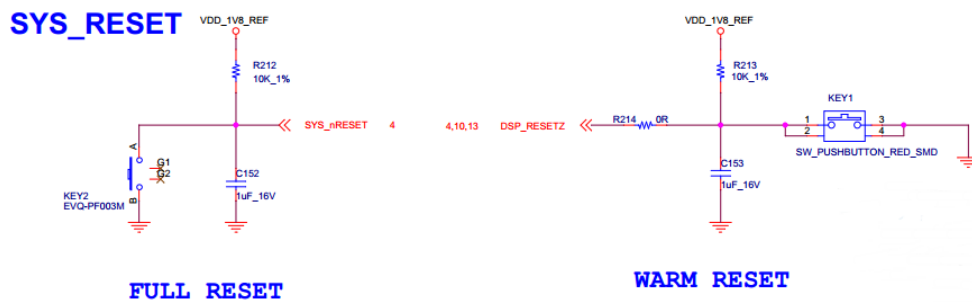 SYS_RESET
VDD_1V8_REF
R212
10K_1%
SYS_nRESET 4
A
G1
G2
B
KEY2
EVQ-PF003M
C152
1uF_16V
FULL RESET
VDD_1V8_REF
R213
10K_1%
4,10,13 DSP_RESETZ
R214 0R
KEY1
1
2
3
4
SW_PUSHBUTTON_RED_SMD
C153
1uF_16V
WARM RESET